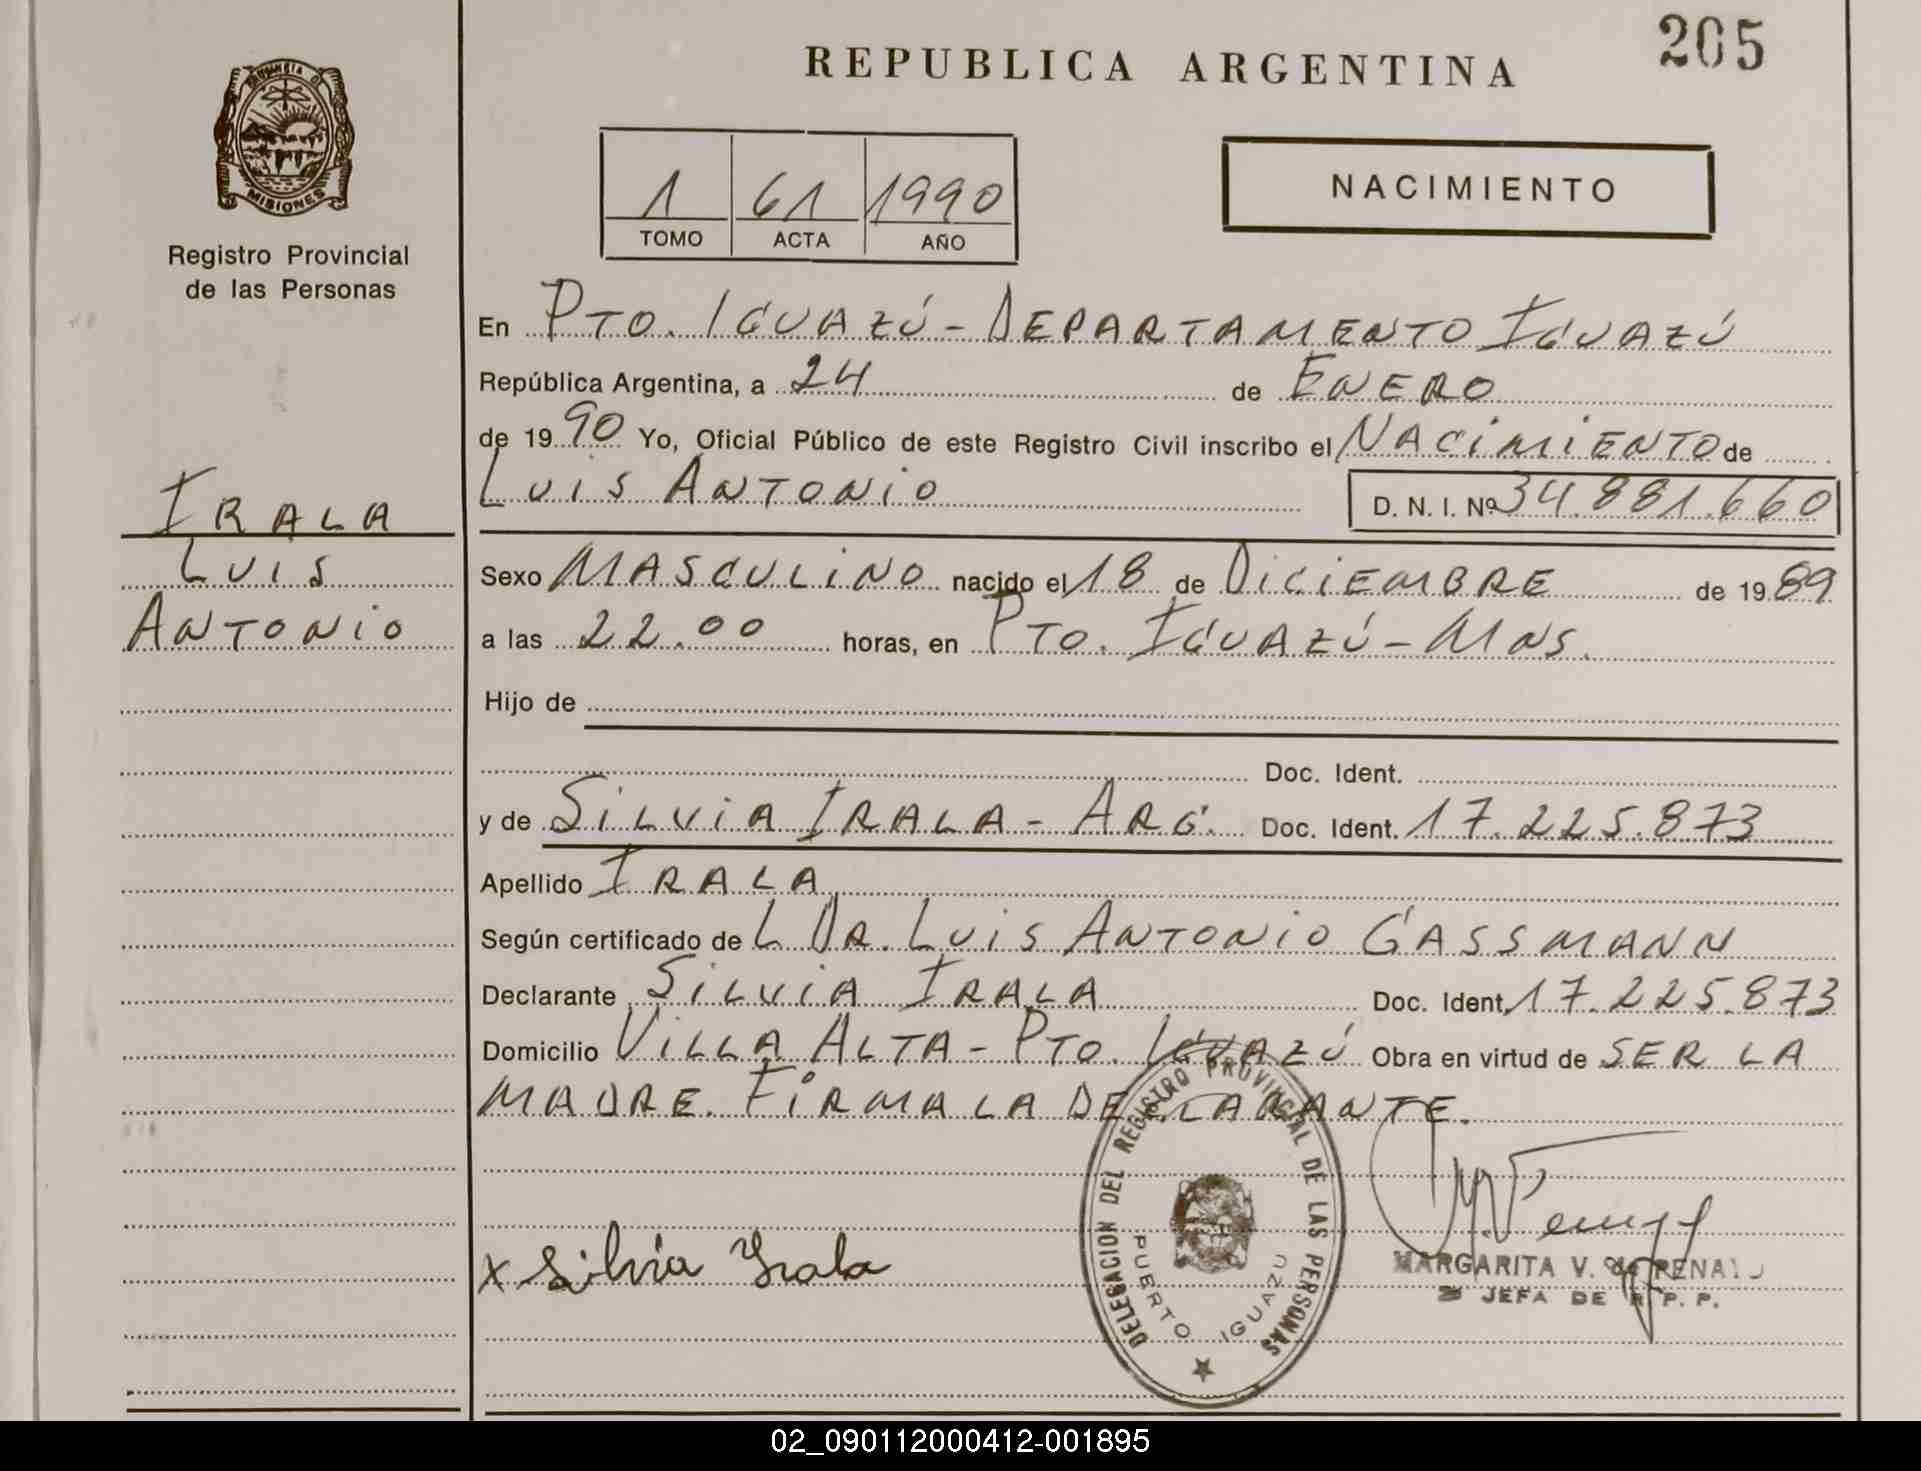 205
REPUBLICA ARGENTINA
PROVINCIA D
MISIONES
Registro Provincial
de las Personas
1 61 1990
TOMO ACTA AÑO
NACIMIENTO
En PTO. IGUAZÚ - DEPARTAMENTO IGUAZÚ
República Argentina, a 24 de ENERO
de 1990 Yo, Oficial Público de este Registro Civil inscribo el NACIMIENTO de
LUIS ANTONIO D. N. I. Nº 34.881.660
IRALA
LUIS
ANTONIO
Sexo MASCULINO nacido el 18 de DICIEMBRE de 1989
a las 22.00 horas, en PTO. IGUAZÚ - MNS.
Hijo de
Doc. Ident.
y de SILVIA IRALA - ARG. Doc. Ident. 17.225.873
Apellido IRALA
Según certificado de L DR. LUIS ANTONIO GASSMANN
Declarante SILVIA IRALA Doc. Ident. 17.225.873
Domicilio VILLA ALTA - PTO. IGUAZÚ Obra en virtud de SER LA
MADRE. FIRMA LA DECLARANTE.
DELEGACION DEL REGISTRO PROVINCIAL DE LAS PERSONAS
PUERTO IGUAZU
x Silvia Irala
MARGARITA V. de
JEFA DE R. P. P.
02_090112000412-001895